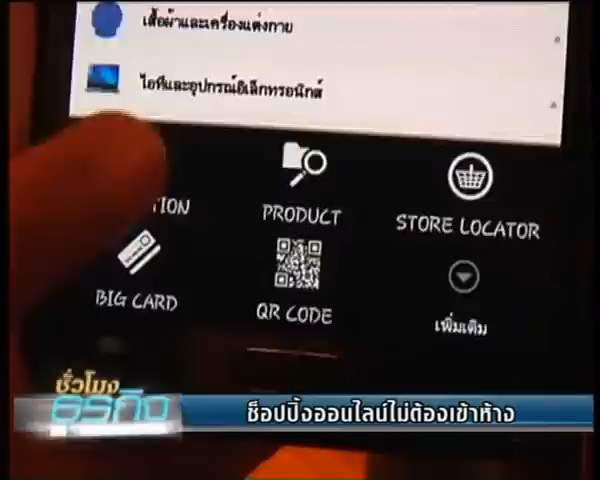 เสื้อผ้าและเครื่องแต่งกาย
ไอทีและอุปกรณ์อิเล็กทรอนิกส์
PRODUCT
STORE LOCATOR
BIG CARD
QR CODE
เพิ่มเติม
ชั่วโมง
ธุรกิจ
ช็อปปิ้งออนไลน์ไม่ต้องเข้าห้าง